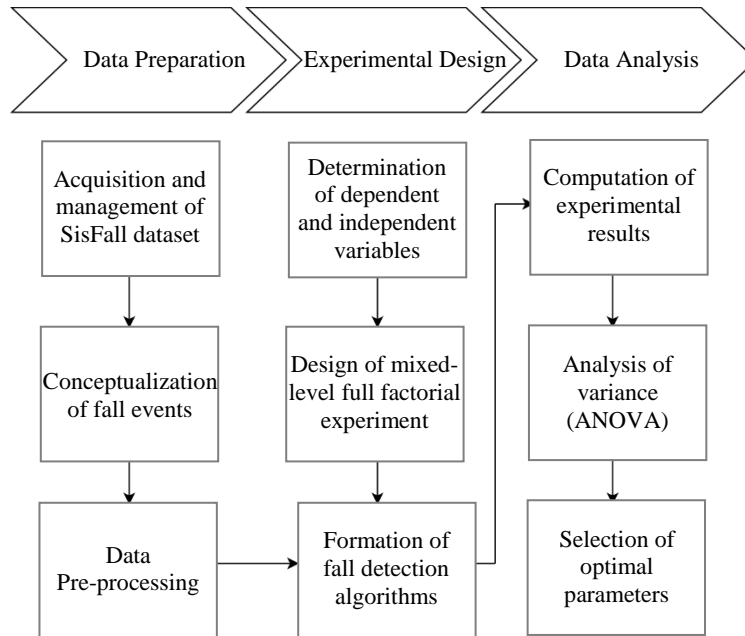 Data Preparation
Experimental Design
Data Analysis
Acquisition and
management of
SisFall dataset
Conceptualization
of fall events
Data
Pre-processing
Determination
of dependent
and independent
variables
Design of mixed-
level full factorial
experiment
Formation of
fall detection
algorithms
Computation of
experimental
results
Analysis of
variance
(ANOVA)
Selection of
optimal
parameters